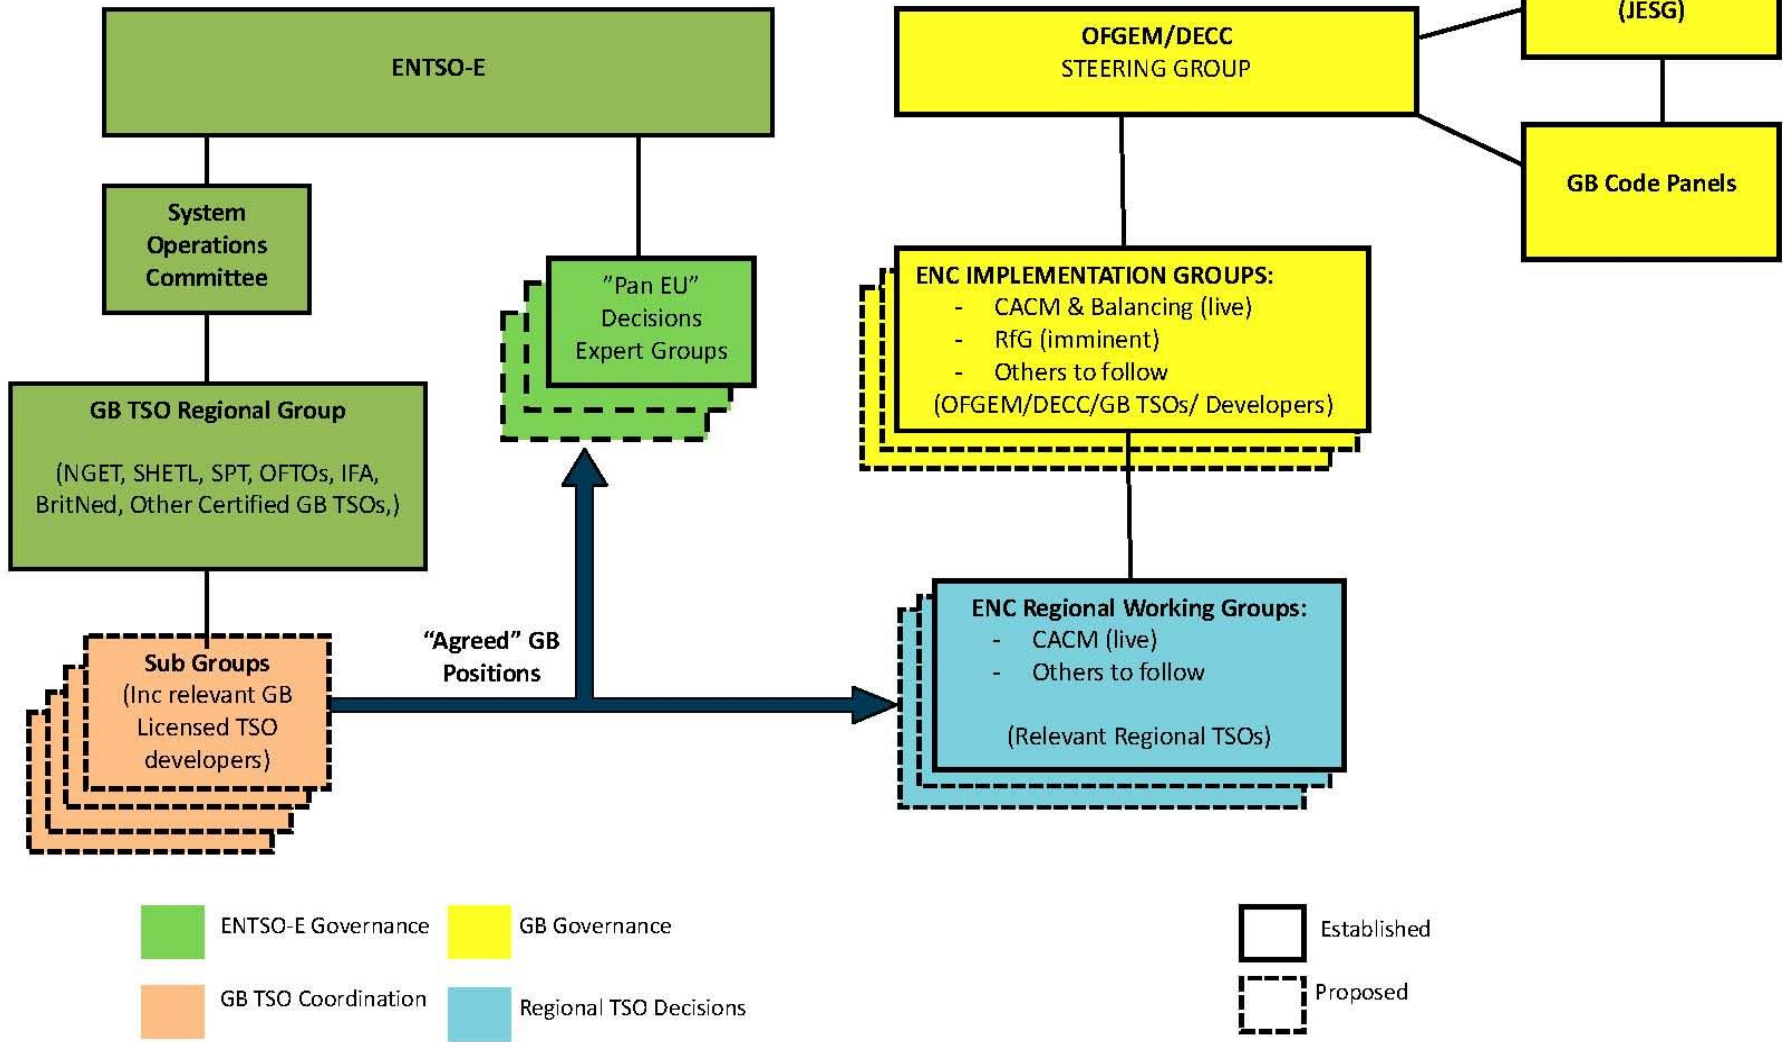 ENTSO-E
System
Operations
Committee
GB TSO Regional Group
(NGET, SHETL, SPT, OFTOs, IFA,
BritNed, Other Certified GB TSOs,)
Sub Groups
(Inc relevant GB
Licensed TSO
developers)
”Pan EU”
Decisions
Expert Groups
“Agreed” GB
Positions
OFGEM/DECC
STEERING GROUP
(JESG)
GB Code Panels
ENC IMPLEMENTATION GROUPS:
- CACM & Balancing (live)
- RfG (imminent)
- Others to follow
(OFGEM/DECC/GB TSOs/ Developers)
ENC Regional Working Groups:
- CACM (live)
- Others to follow
(Relevant Regional TSOs)
ENTSO-E Governance
GB Governance
GB TSO Coordination
Regional TSO Decisions
Established
Proposed